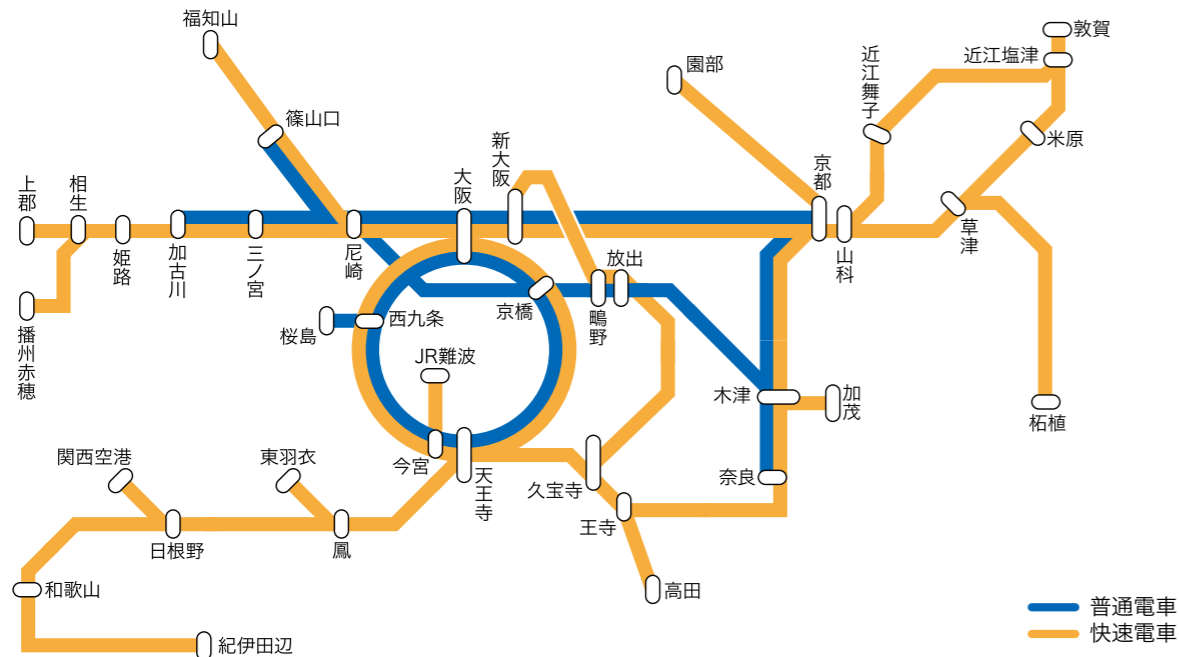 福知山
敦賀
近江塩津
園部
近江舞子
篠山口
新大阪
米原
京都
大阪
上郡
相生
姫路
加古川
三ノ宮
尼崎
山科
草津
放出
京橋
鴫野
桜島
西九条
播州赤穂
JR難波
木津
加茂
柘植
今宮
天王寺
久宝寺
奈良
関西空港
東羽衣
王寺
日根野
鳳
和歌山
高田
紀伊田辺
普通電車
快速電車